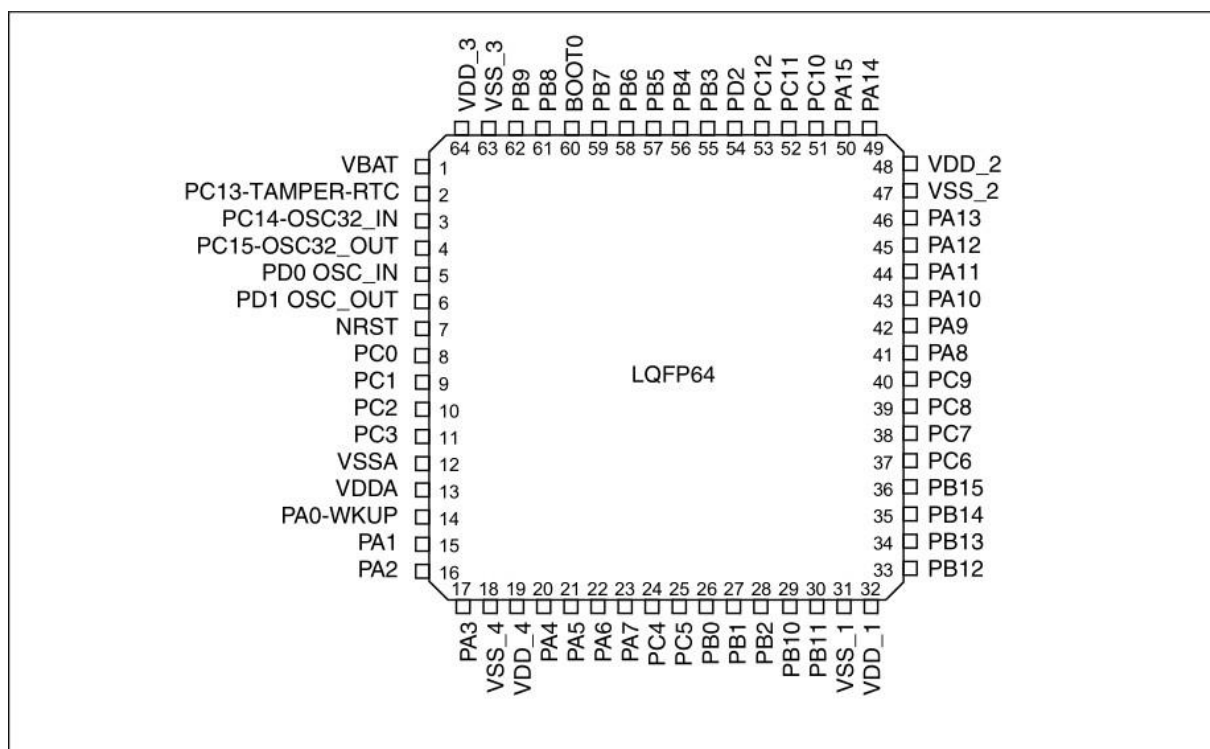 VDD_3 VSS_3 PB9 PB8 BOOT0 PB7 PB6 PB5 PB4 PB3 PD2 PC12 PC11 PC10 PA15 PA14
64 63 62 61 60 59 58 57 56 55 54 53 52 51 50 49
VBAT 1 48 VDD_2
PC13-TAMPER-RTC 2 47 VSS_2
PC14-OSC32_IN 3 46 PA13
PC15-OSC32_OUT 4 45 PA12
PD0 OSC_IN 5 44 PA11
PD1 OSC_OUT 6 43 PA10
NRST 7 42 PA9
PC0 8 41 PA8
LQFP64
PC1 9 40 PC9
PC2 10 39 PC8
PC3 11 38 PC7
VSSA 12 37 PC6
VDDA 13 36 PB15
PA0-WKUP 14 35 PB14
PA1 15 34 PB13
PA2 16 33 PB12
17 18 19 20 21 22 23 24 25 26 27 28 29 30 31 32
PA3 VSS_4 VDD_4 PA4 PA5 PA6 PA7 PC4 PC5 PB0 PB1 PB2 PB10 PB11 VSS_1 VDD_1